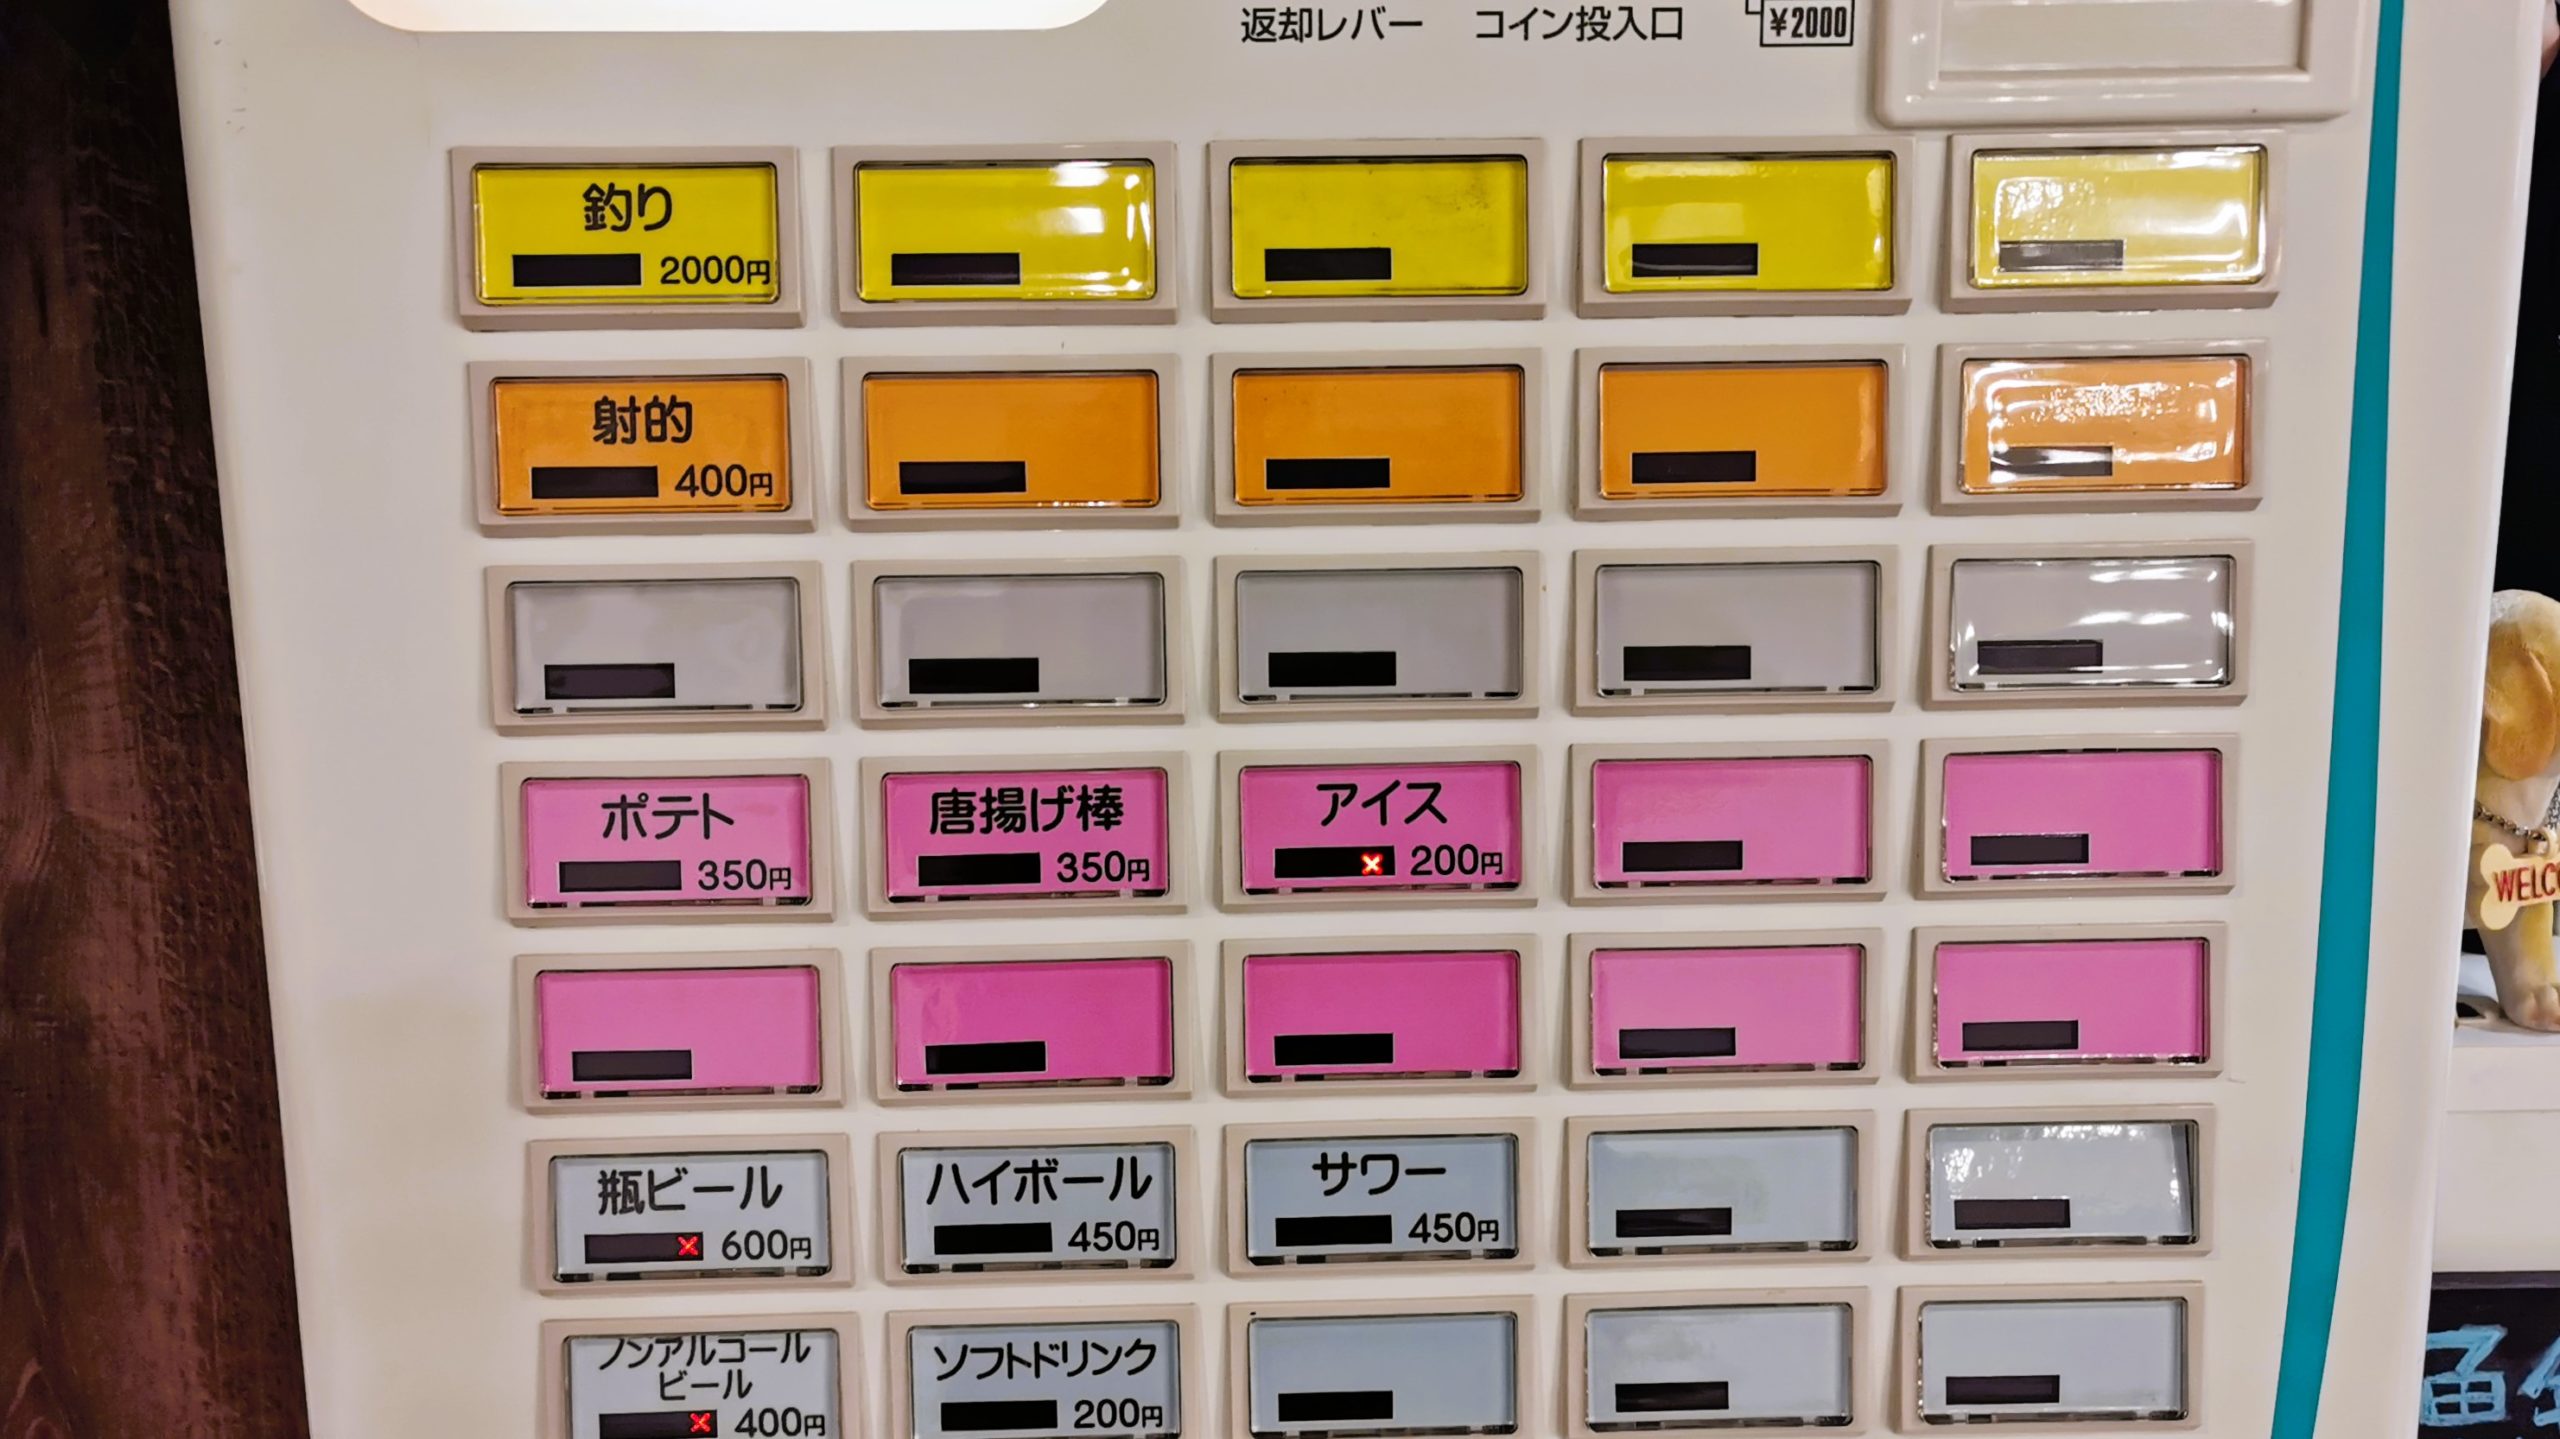 返却レバー コイン投入口 ¥2000
釣り
2000円
射的
400円
ポテト
350円
唐揚げ棒
350円
アイス
× 200円
瓶ビール
× 600円
ハイボール
450円
サワー
450円
ノンアルコール
ビール
× 400円
ソフトドリンク
200円